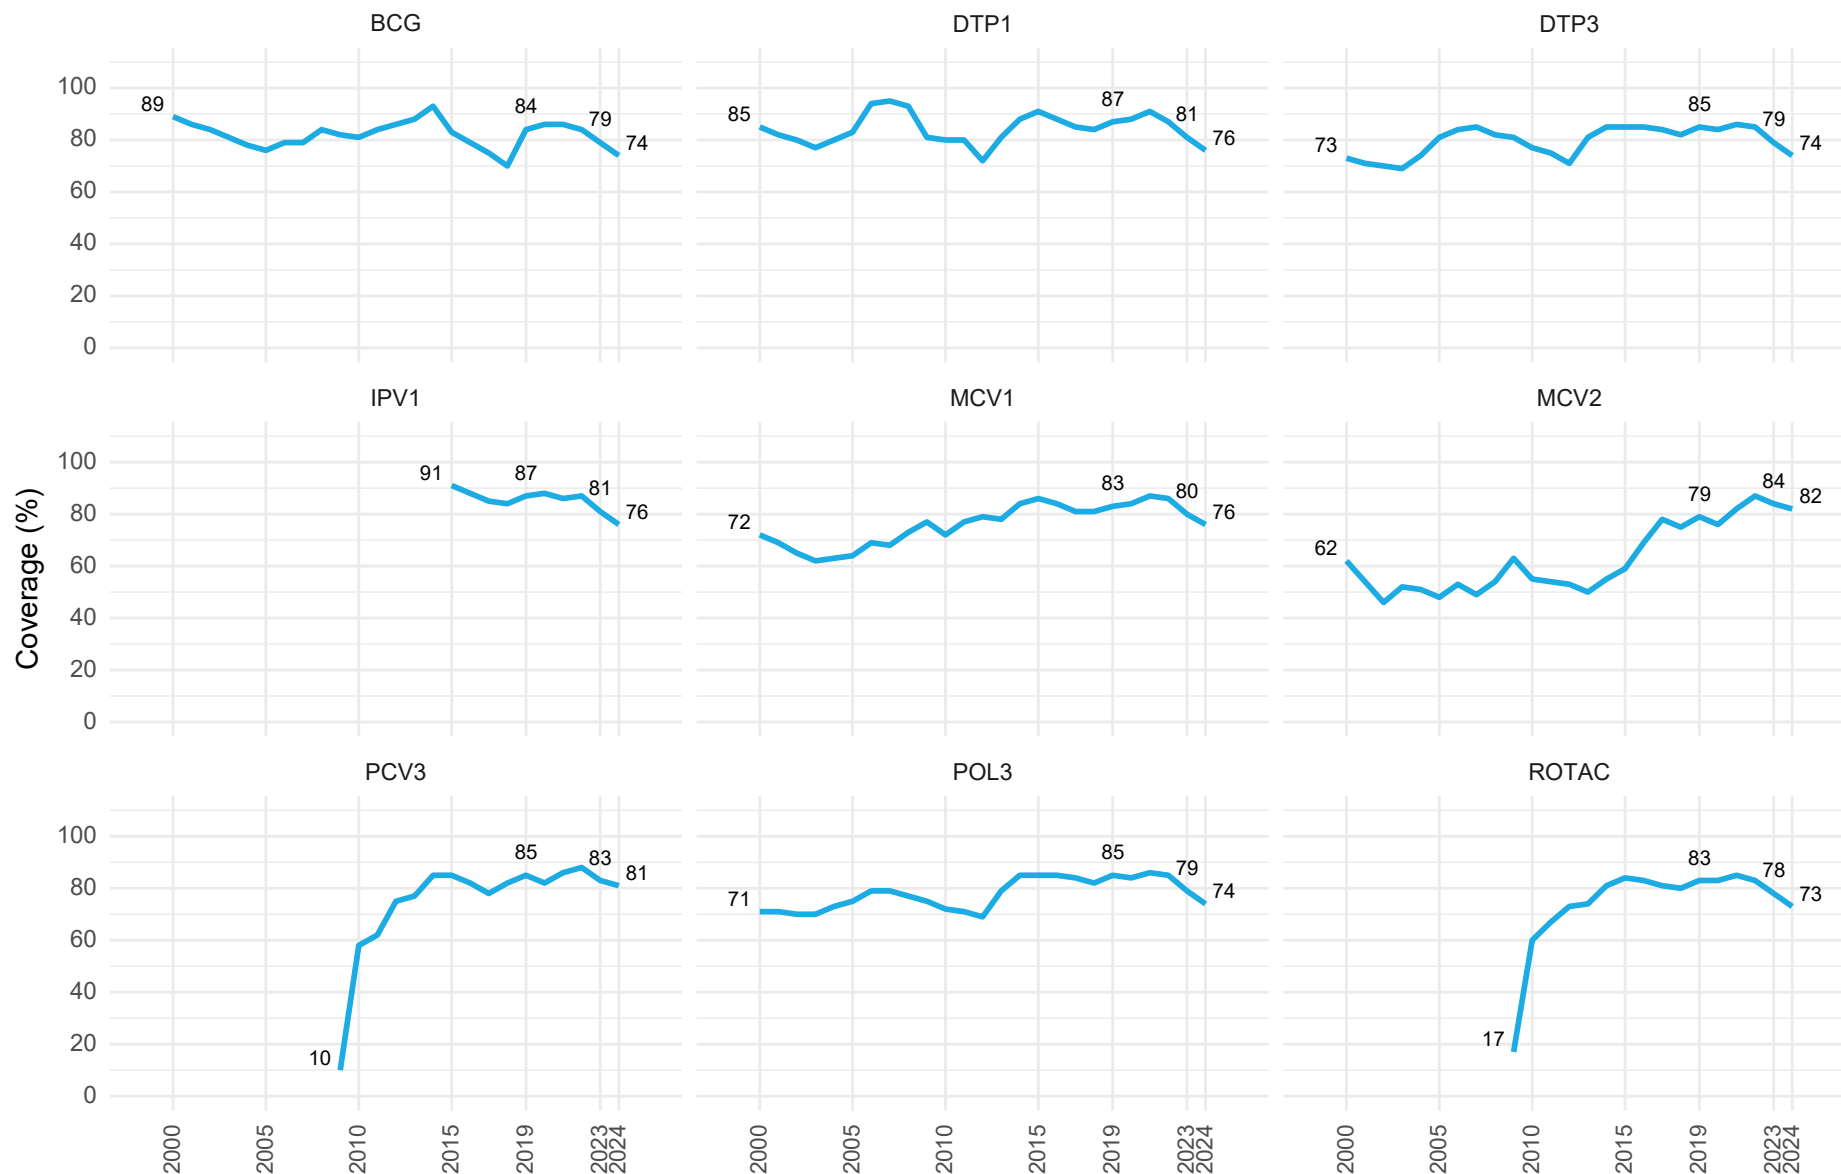 BCG DTP1 DTP3
100
80
60
40
20
0
89 84 79 74
85 87 81 76
73 85 79 74
IPV1 MCV1 MCV2
Coverage (%)
100
80
60
40
20
0
91 87 81 76
72 83 80 76
62 79 84 82
PCV3 POL3 ROTAC
100
80
60
40
20
0
10 85 83 81
71 85 79 74
17 83 78 73
2000 2005 2010 2015 2019 2023 2024
2000 2005 2010 2015 2019 2023 2024
2000 2005 2010 2015 2019 2023 2024